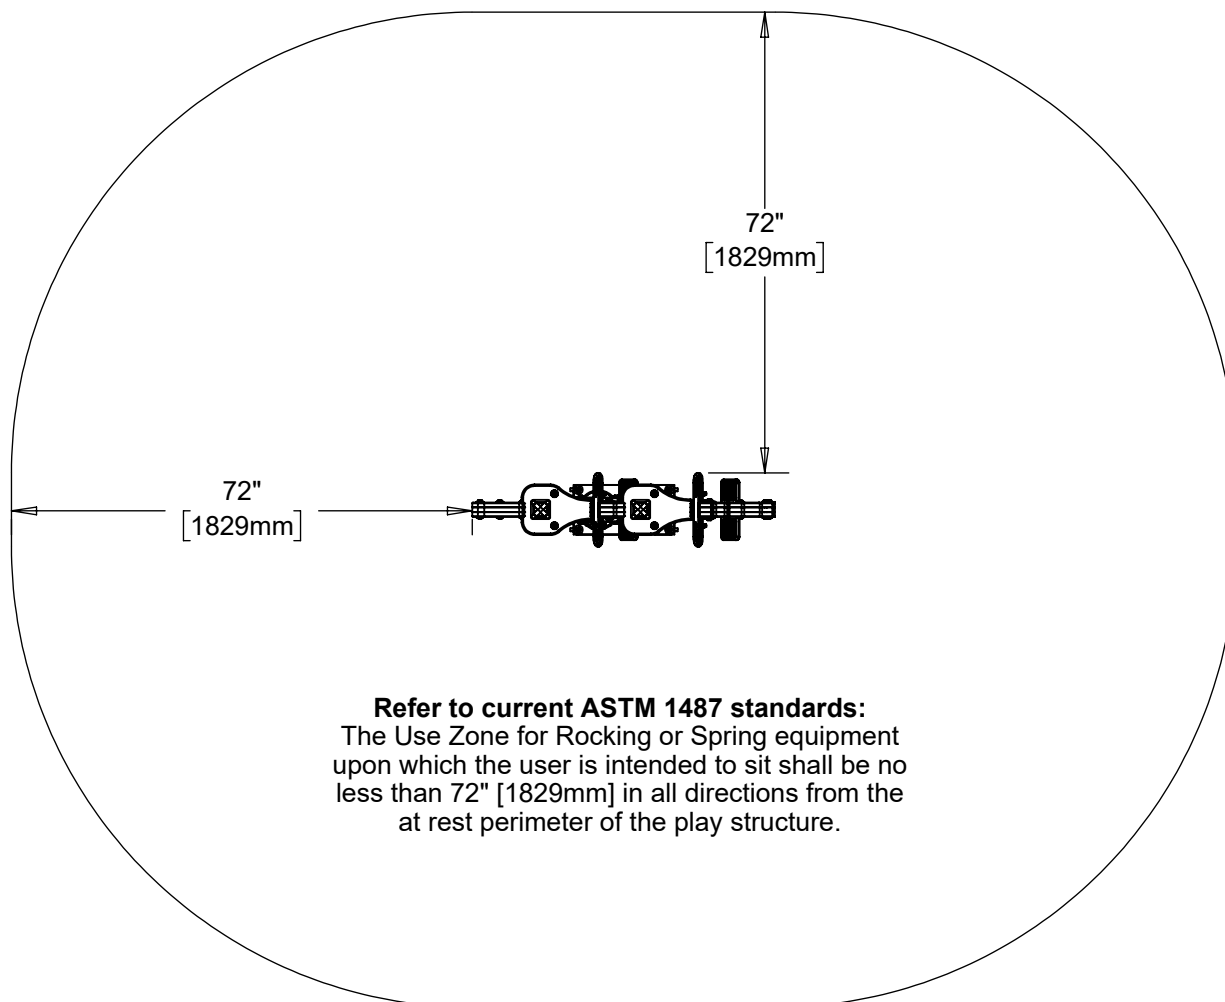 72"
[1829mm]
72"
[1829mm]
Refer to current ASTM 1487 standards:
The Use Zone for Rocking or Spring equipment
upon which the user is intended to sit shall be no
less than 72" [1829mm] in all directions from the
at rest perimeter of the play structure.